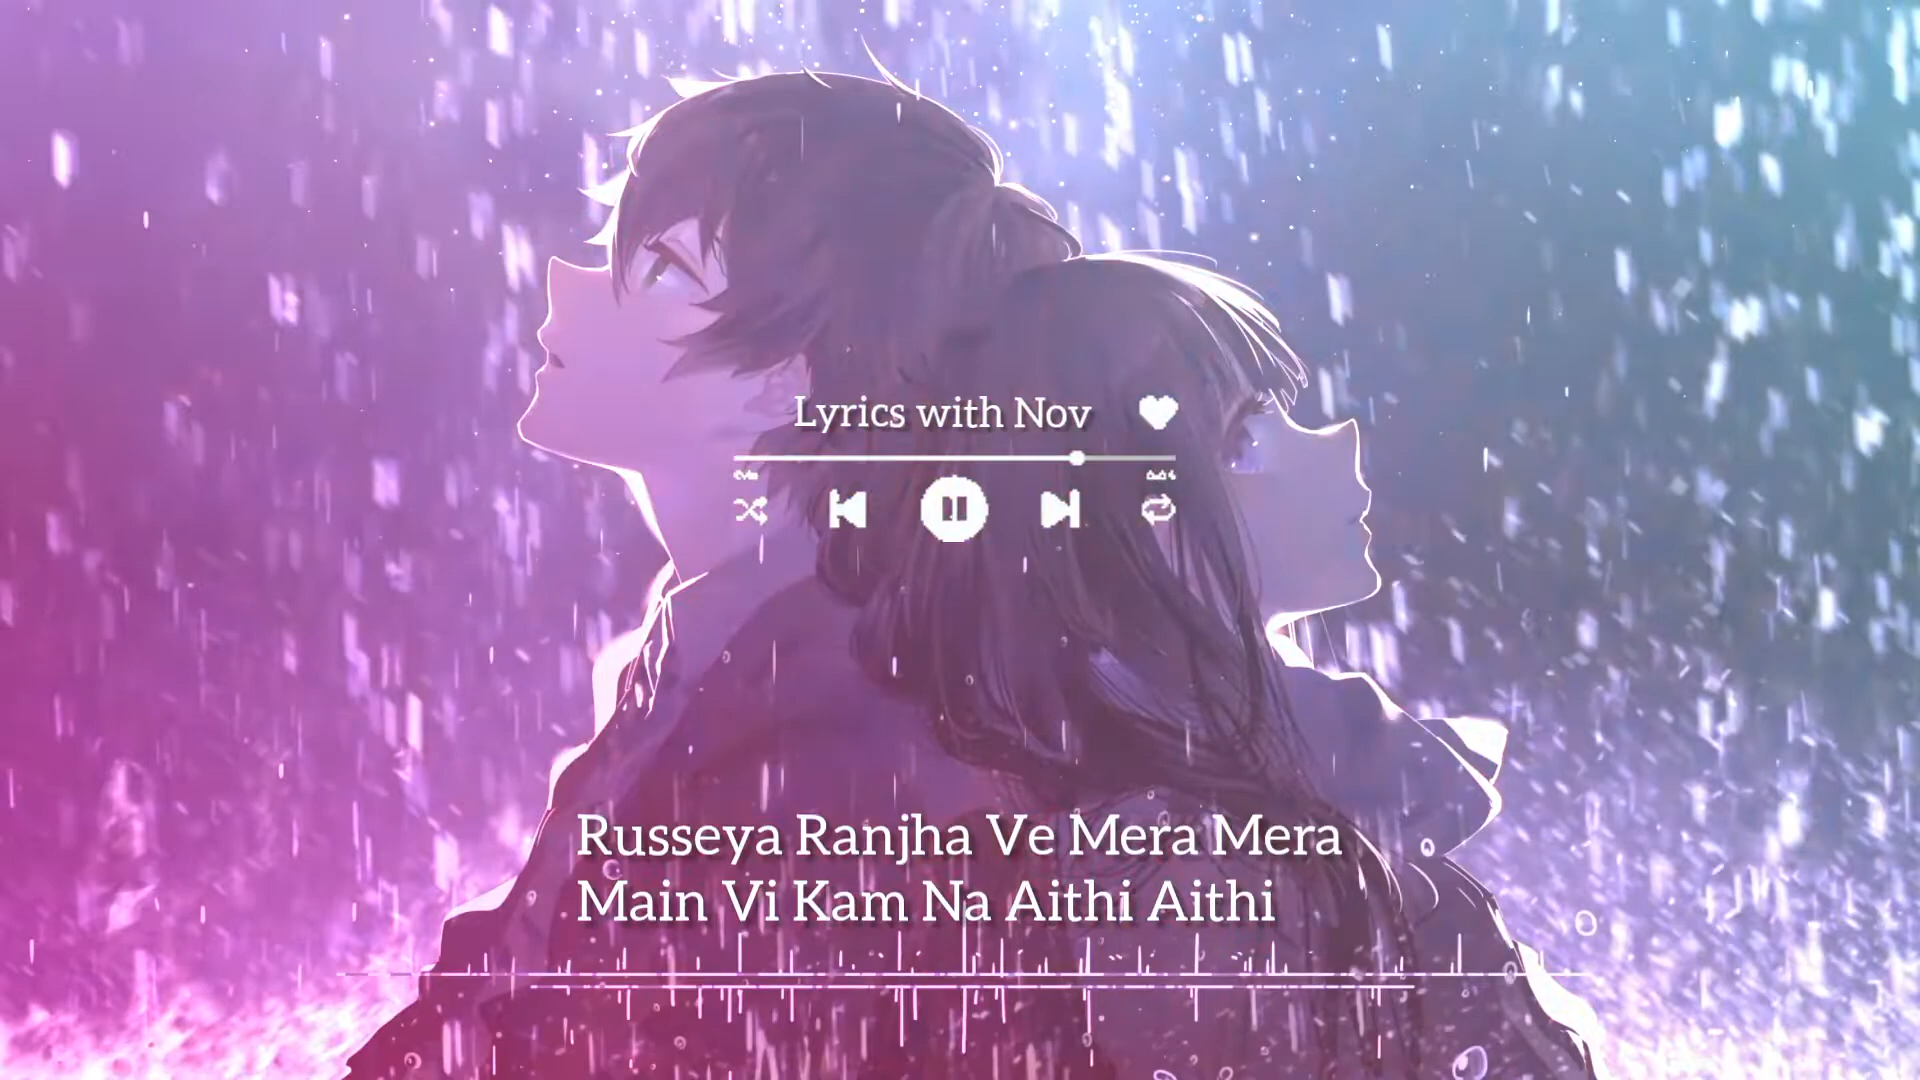 Lyrics with Nov
Russeya Ranjha Ve Mera Mera
Main Vi Kam Na Aithi Aithi